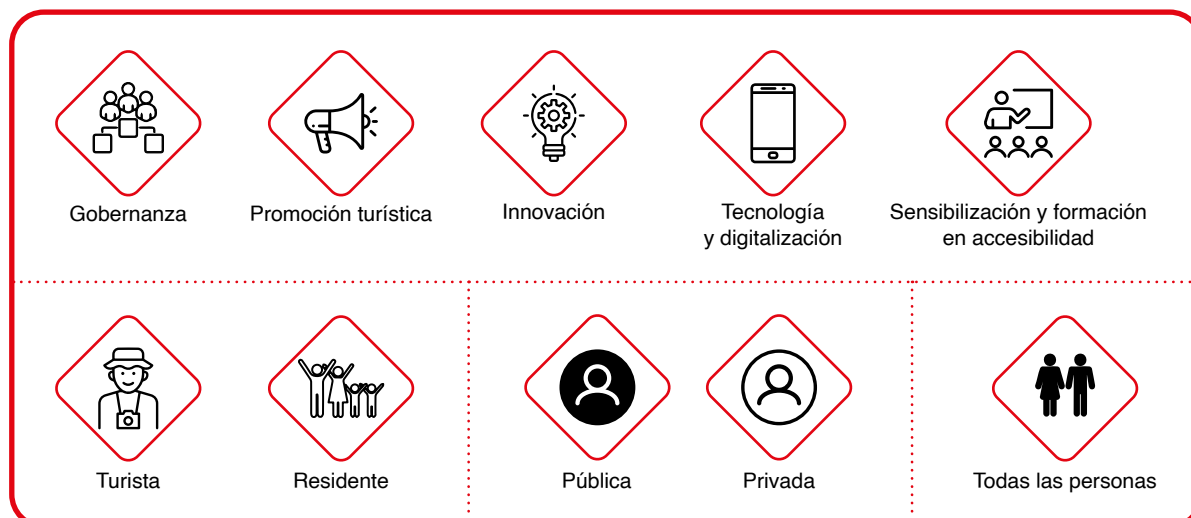 Gobernanza
Promoción turística
Innovación
Tecnología
y digitalización
Sensibilización y formación
en accesibilidad
Turista
Residente
Pública
Privada
Todas las personas